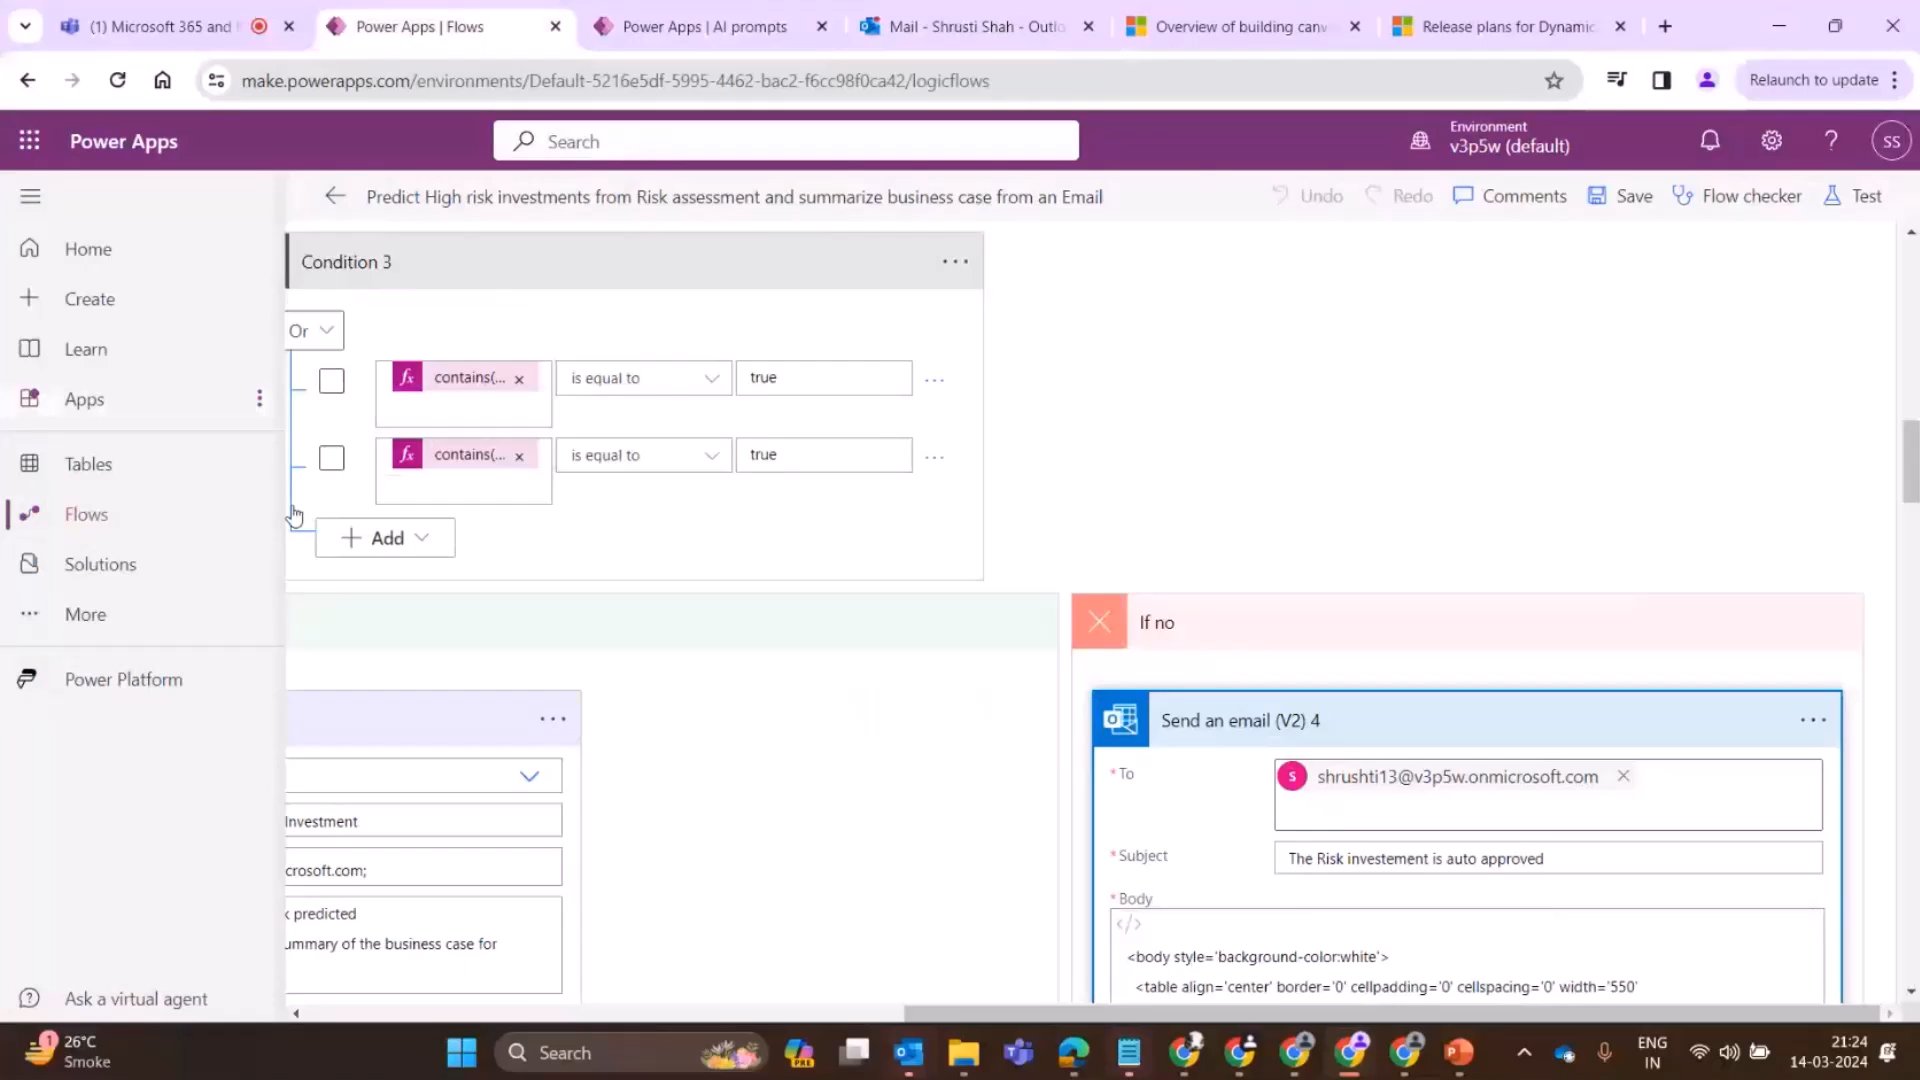 (1) Microsoft 365 and
Power Apps | Flows
Power Apps | AI prompts
Mail - Shrusti Shah - Outlo
Overview of building canv
Release plans for Dynamic
make.powerapps.com/environments/Default-5216e5df-5995-4462-bac2-f6cc98f0ca42/logicflows
Relaunch to update
Power Apps
Search
Environment
v3p5w (default)
SS
Predict High risk investments from Risk assessment and summarize business case from an Email
Undo
Redo
Comments
Save
Flow checker
Test
Home
Create
Learn
Apps
Tables
Flows
Solutions
More
Power Platform
Ask a virtual agent
Condition 3
Or
fx contains(... × is equal to true
fx contains(... × is equal to true
+ Add
If no
Investment
crosoft.com;
predicted
ummary of the business case for
Send an email (V2) 4
* To
S shrushti13@v3p5w.onmicrosoft.com
* Subject
The Risk investement is auto approved
* Body
</>
<body style='background-color:white'>
<table align='center' border='0' cellpadding='0' cellspacing='0' width='550'
1
26°C
Smoke
Search
PRE
ENG
IN
21:24
14-03-2024